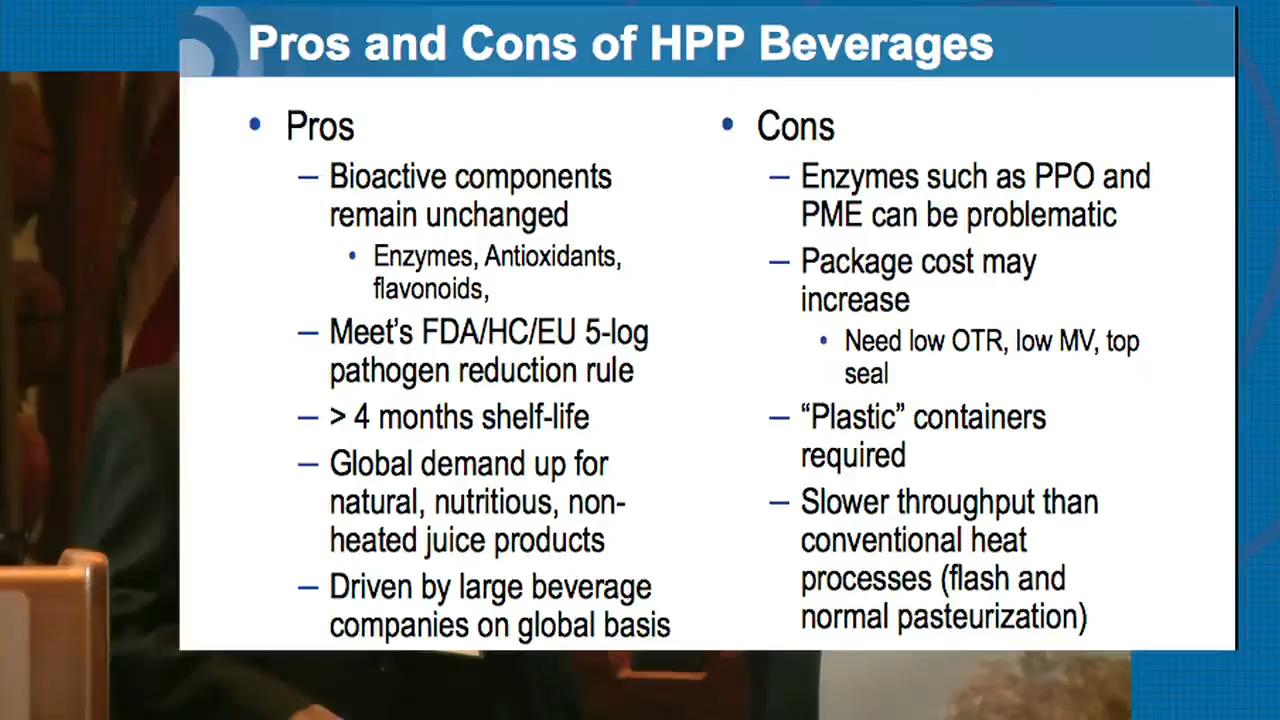 Pros and Cons of HPP Beverages
• Pros
– Bioactive components
remain unchanged
• Enzymes, Antioxidants,
flavonoids,
– Meet's FDA/HC/EU 5-log
pathogen reduction rule
– > 4 months shelf-life
– Global demand up for
natural, nutritious, non-
heated juice products
– Driven by large beverage
companies on global basis
• Cons
– Enzymes such as PPO and
PME can be problematic
– Package cost may
increase
• Need low OTR, low MV, top
seal
– “Plastic” containers
required
– Slower throughput than
conventional heat
processes (flash and
normal pasteurization)